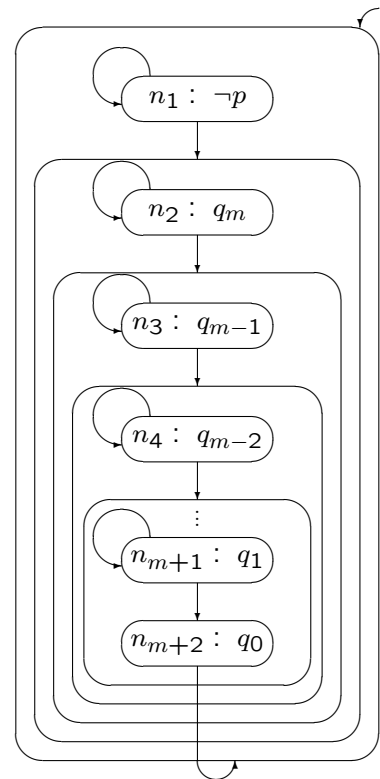 n₁ : ¬p
n₂ : qₘ
n₃ : qₘ₋₁
n₄ : qₘ₋₂
⋮
nₘ₊₁ : q₁
nₘ₊₂ : q₀